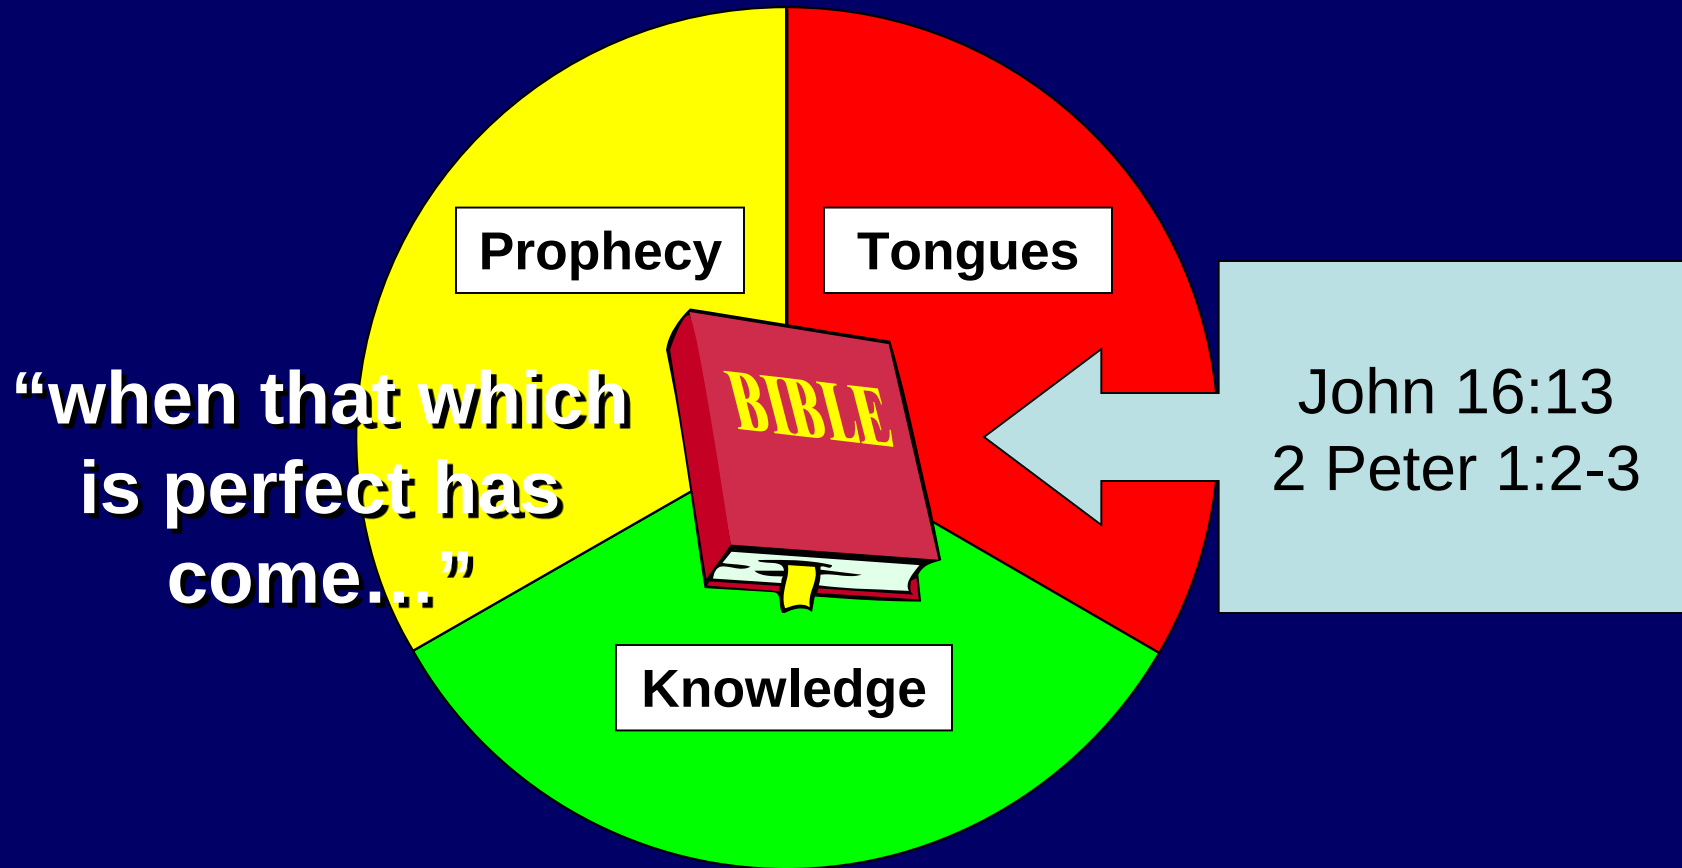 Prophecy
Tongues
“when that which
is perfect has
come…”
BIBLE
John 16:13
2 Peter 1:2-3
Knowledge